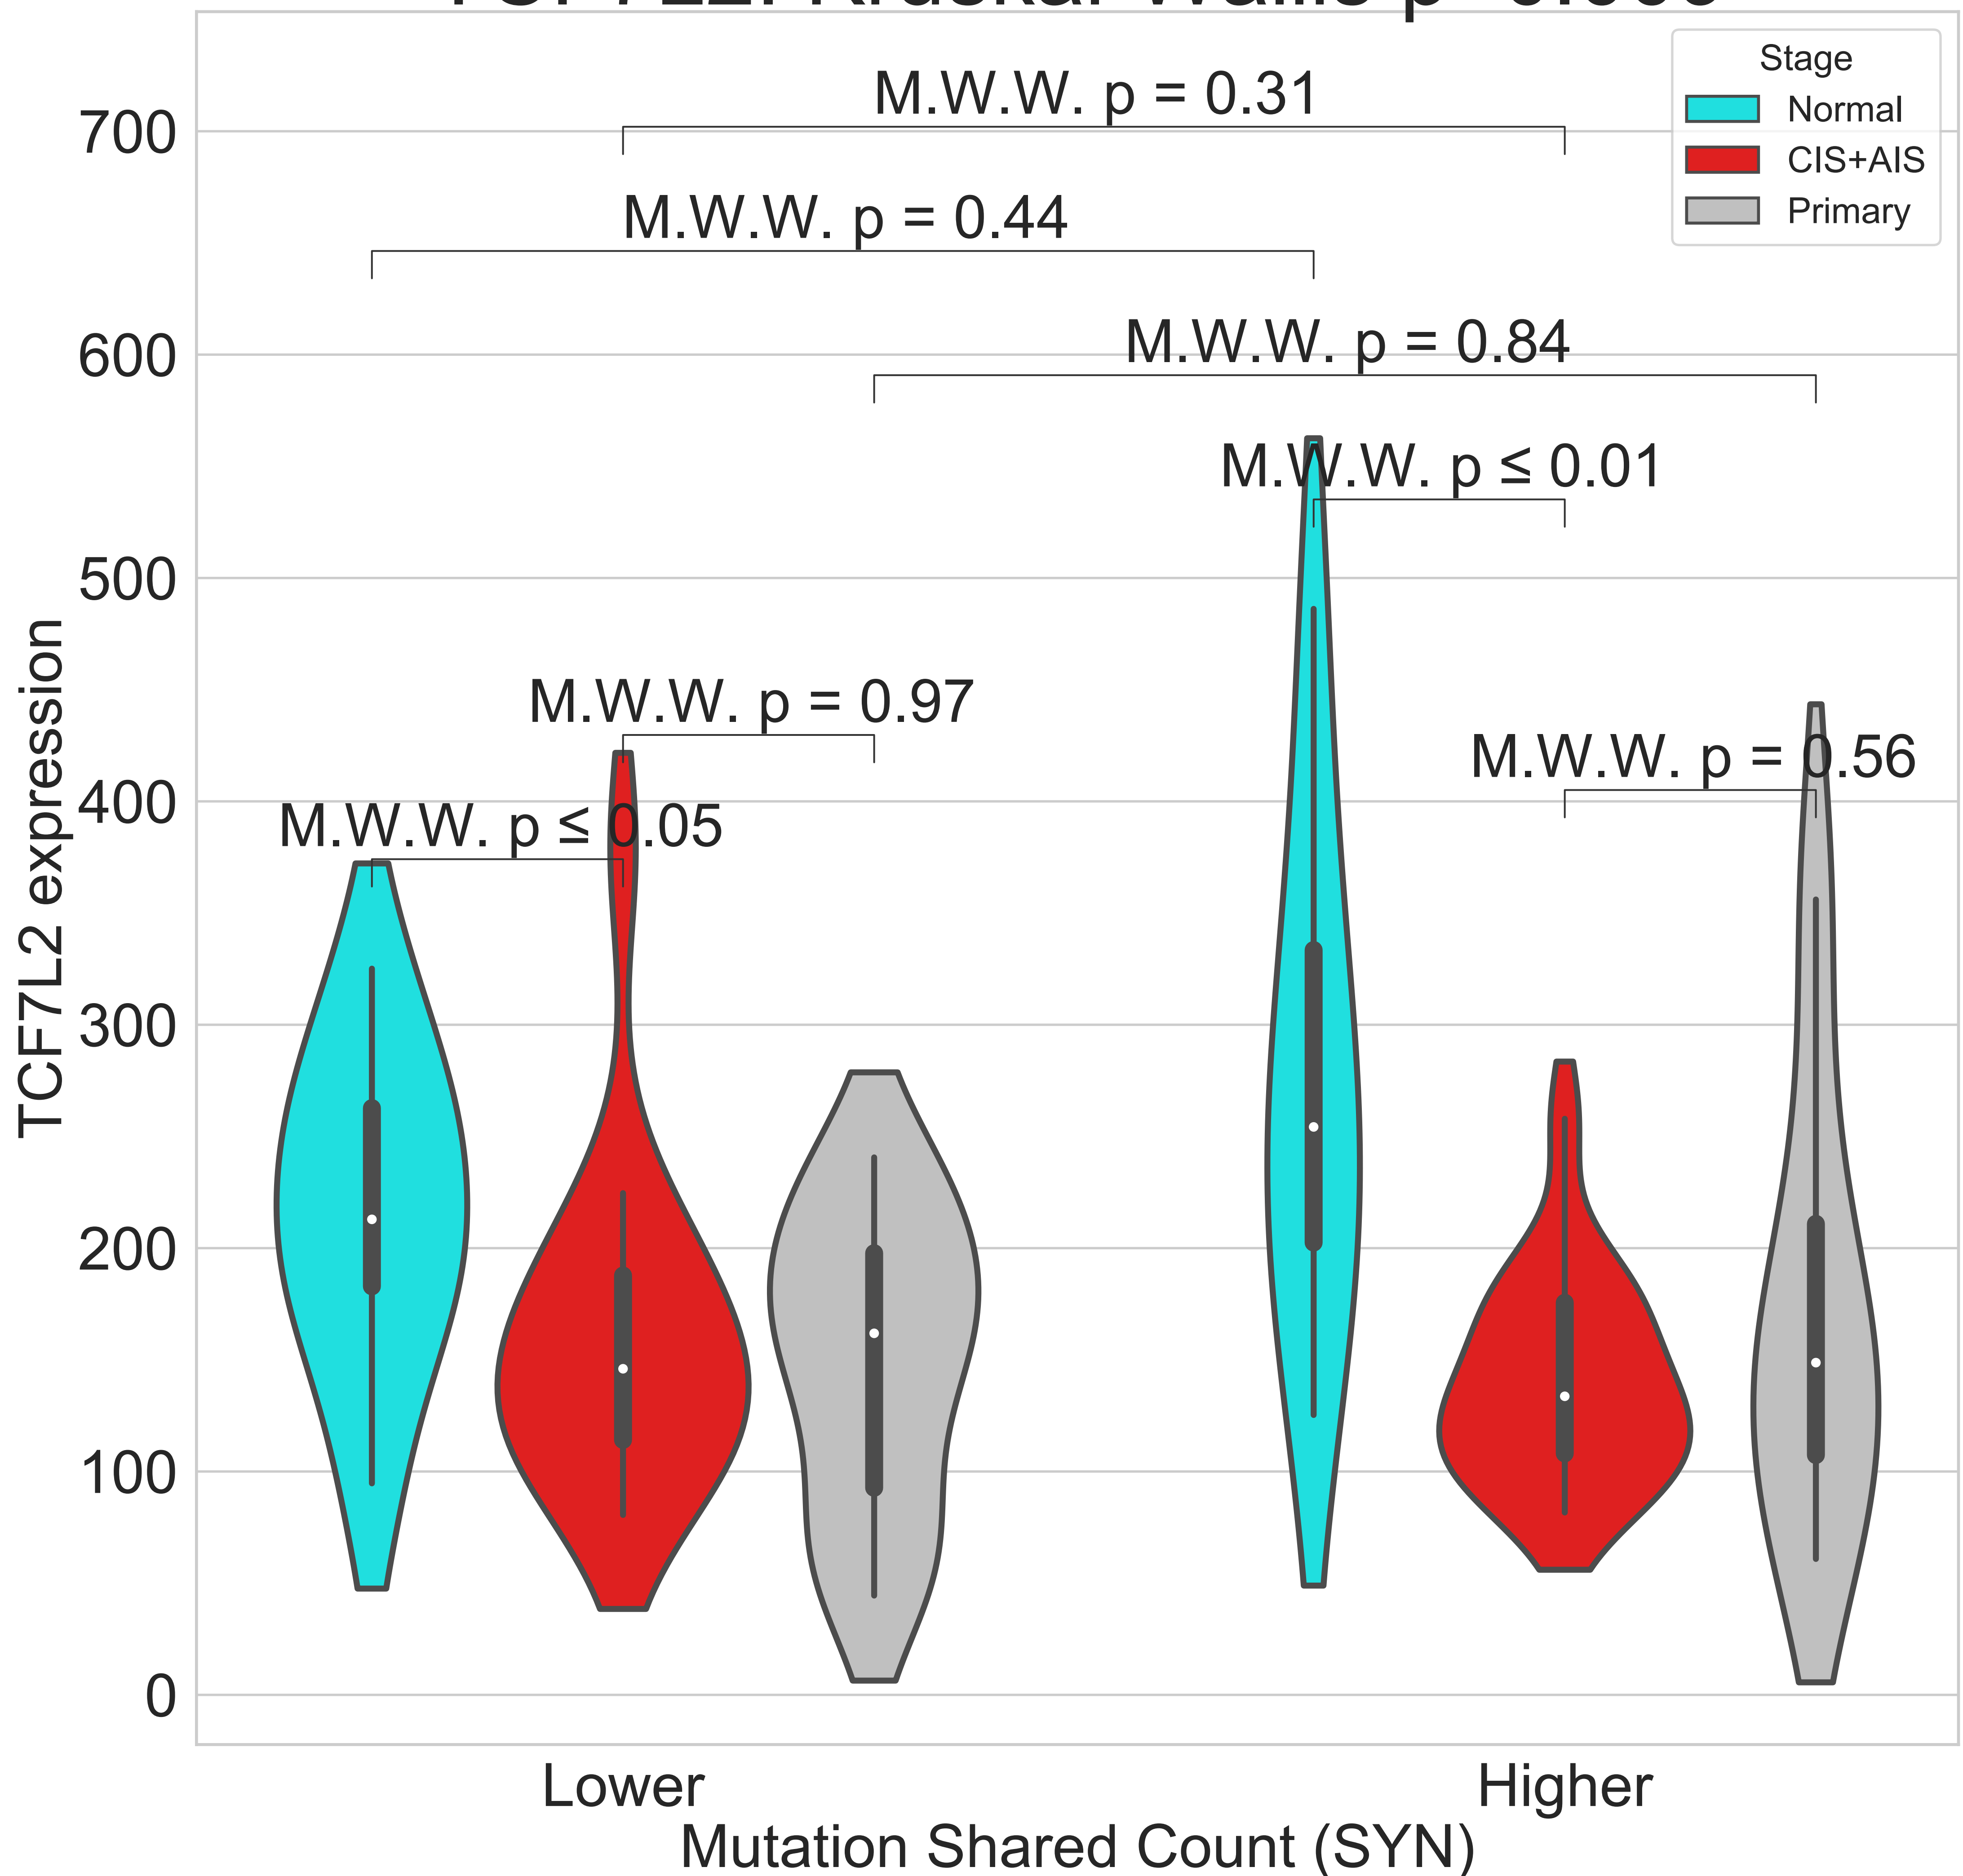 Stage
Normal
CIS+AIS
Primary
M.W.W. p = 0.31
M.W.W. p = 0.44
M.W.W. p = 0.84
M.W.W. p ≤ 0.01
M.W.W. p = 0.97
M.W.W. p = 0.56
M.W.W. p ≤ 0.05
700
600
500
400
300
200
100
0
TCF7L2 expression
Lower
Higher
Mutation Shared Count (SYN)